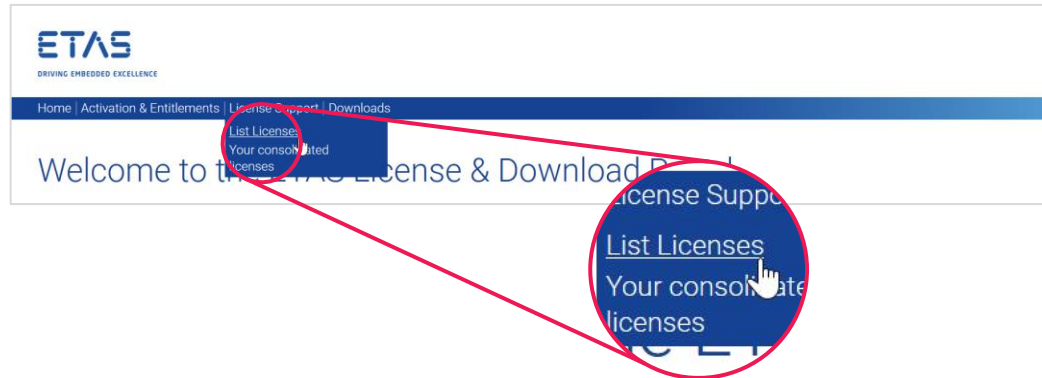 ETAS
DRIVING EMBEDDED EXCELLENCE
Home | Activation & Entitlements | License Support | Downloads
List Licenses
Your consolidated
licenses
Welcome to the ETAS License & Download
License Suppo
List Licenses
Your consolidate
licenses